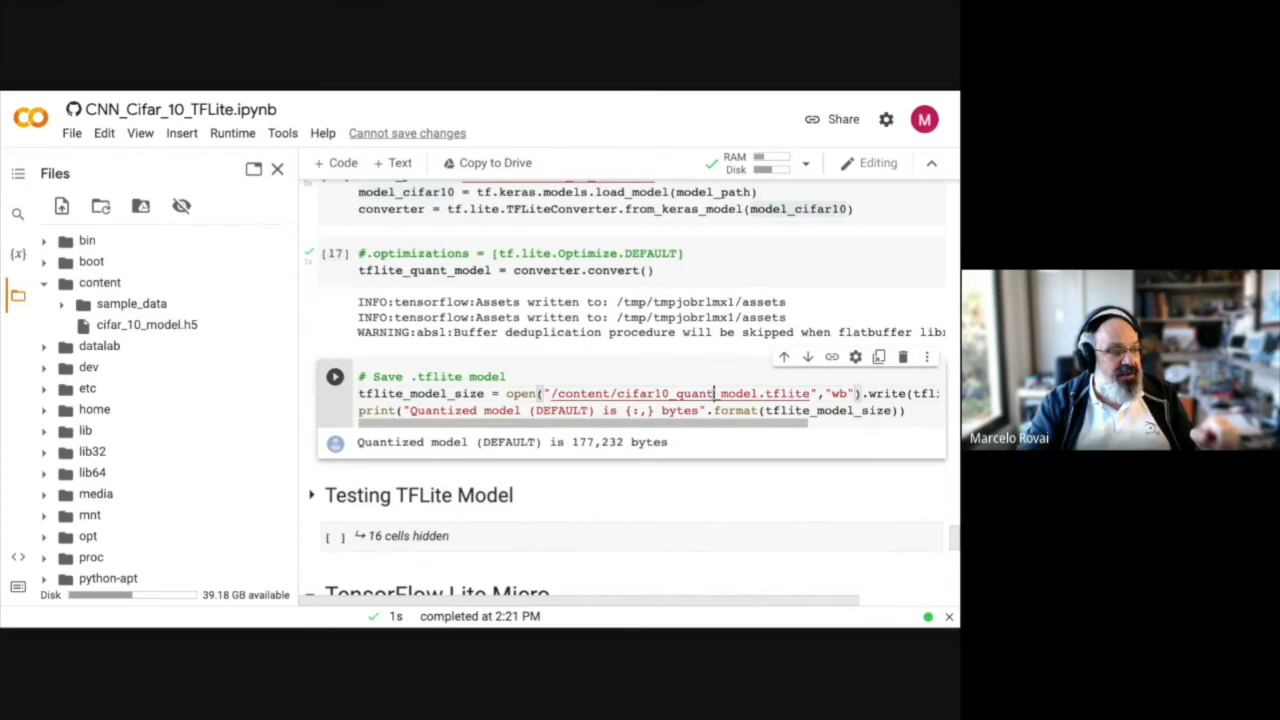 CNN_Cifar_10_TFLite.ipynb
File Edit View Insert Runtime Tools Help Cannot save changes
Share
M
Files
+ Code + Text Copy to Drive
RAM
Disk
Editing
{x}
bin
boot
content
sample_data
cifar_10_model.h5
datalab
dev
etc
home
lib
lib32
lib64
media
mnt
opt
proc
python-apt
Disk 39.18 GB available
model_cifar10 = tf.keras.models.load_model(model_path)
converter = tf.lite.TFLiteConverter.from_keras_model(model_cifar10)
[17] #.optimizations = [tf.lite.Optimize.DEFAULT]
1s
tflite_quant_model = converter.convert()
INFO:tensorflow:Assets written to: /tmp/tmpjobrlmx1/assets
INFO:tensorflow:Assets written to: /tmp/tmpjobrlmx1/assets
WARNING:absl:Buffer deduplication procedure will be skipped when flatbuffer lib
# Save .tflite model
tflite_model_size = open("/content/cifar10_quant_model.tflite","wb").write(tfl
print("Quantized model (DEFAULT) is {:,} bytes".format(tflite_model_size))
Quantized model (DEFAULT) is 177,232 bytes
Testing TFLite Model
[ ] 16 cells hidden
TensorFlow Lite Micro
1s completed at 2:21 PM
Marcelo Rovai